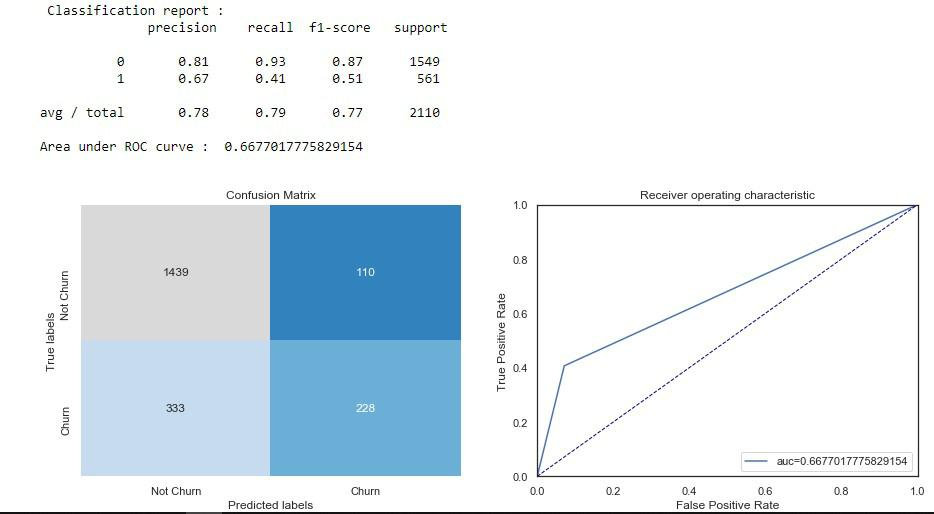 Classification report :
precision recall f1-score support
0 0.81 0.93 0.87 1549
1 0.67 0.41 0.51 561
avg / total 0.78 0.79 0.77 2110
Area under ROC curve : 0.6677017775829154
Confusion Matrix
True labels
Not Churn
Churn
1439 110
333 228
Not Churn Churn
Predicted labels
Receiver operating characteristic
True Positive Rate
1.0
0.8
0.6
0.4
0.2
0.0
auc=0.6677017775829154
0.0 0.2 0.4 0.6 0.8 1.0
False Positive Rate